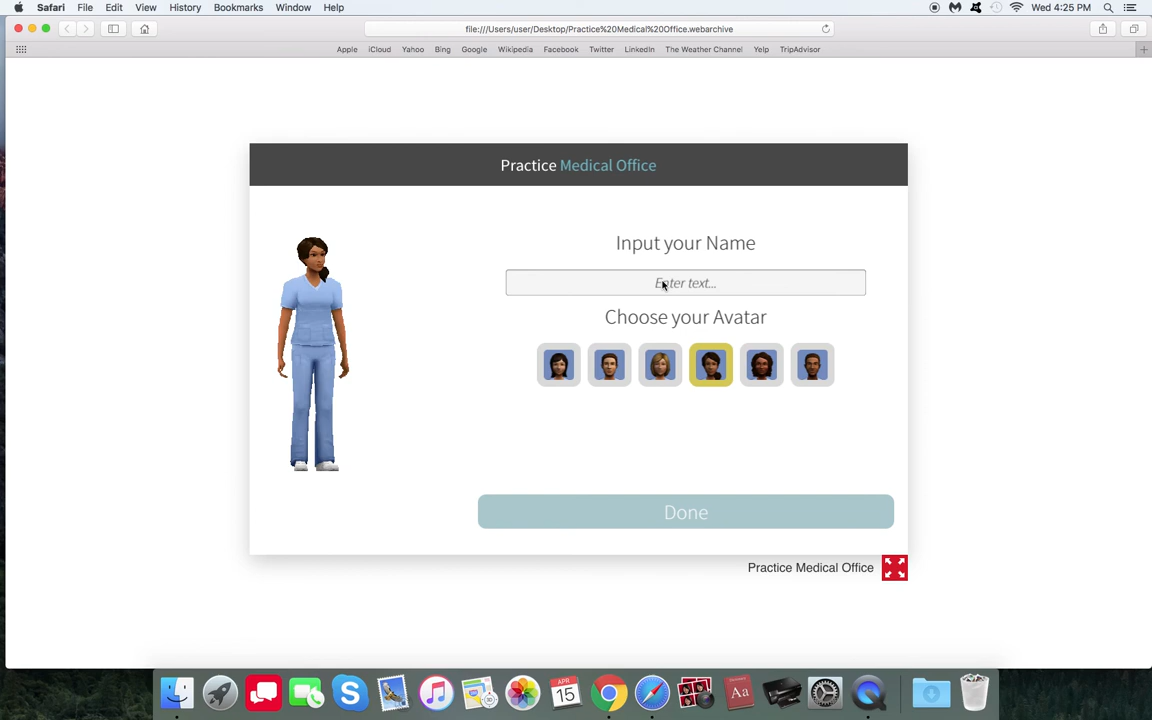 Safari File Edit View History Bookmarks Window Help Wed 4:25 PM
file:///Users/user/Desktop/Practice%20Medical%20Office.webarchive
Apple iCloud Yahoo Bing Google Wikipedia Facebook Twitter LinkedIn The Weather Channel Yelp TripAdvisor
Practice Medical Office
Input your Name
Enter text...
Choose your Avatar
Done
Practice Medical Office
APR
15
Aa